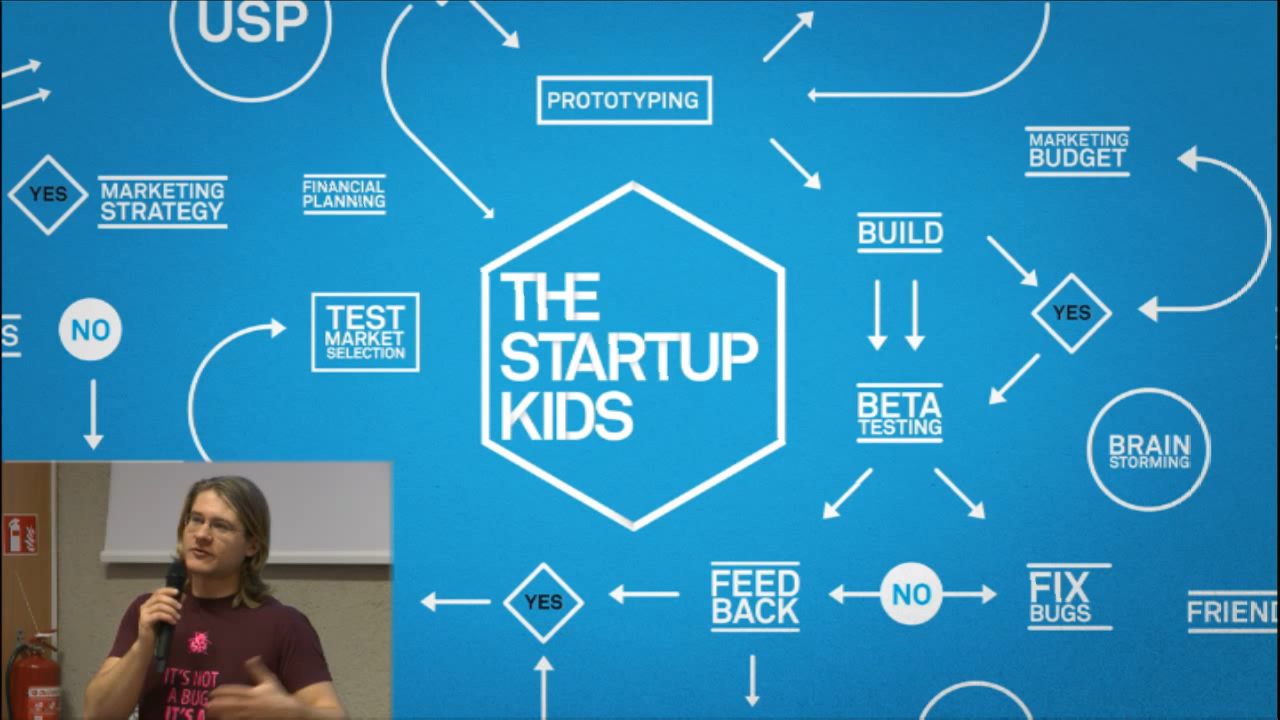 USP
PROTOTYPING
MARKETING
BUDGET
YES
MARKETING
STRATEGY
FINANCIAL
PLANNING
BUILD
THE
STARTUP
KIDS
YES
S
NO
TEST
MARKET
SELECTION
BETA
TESTING
BRAIN
STORMING
YES
FEED
BACK
NO
FIX
BUGS
FRIEND
IT'S NOT
A BUG
IT'S A